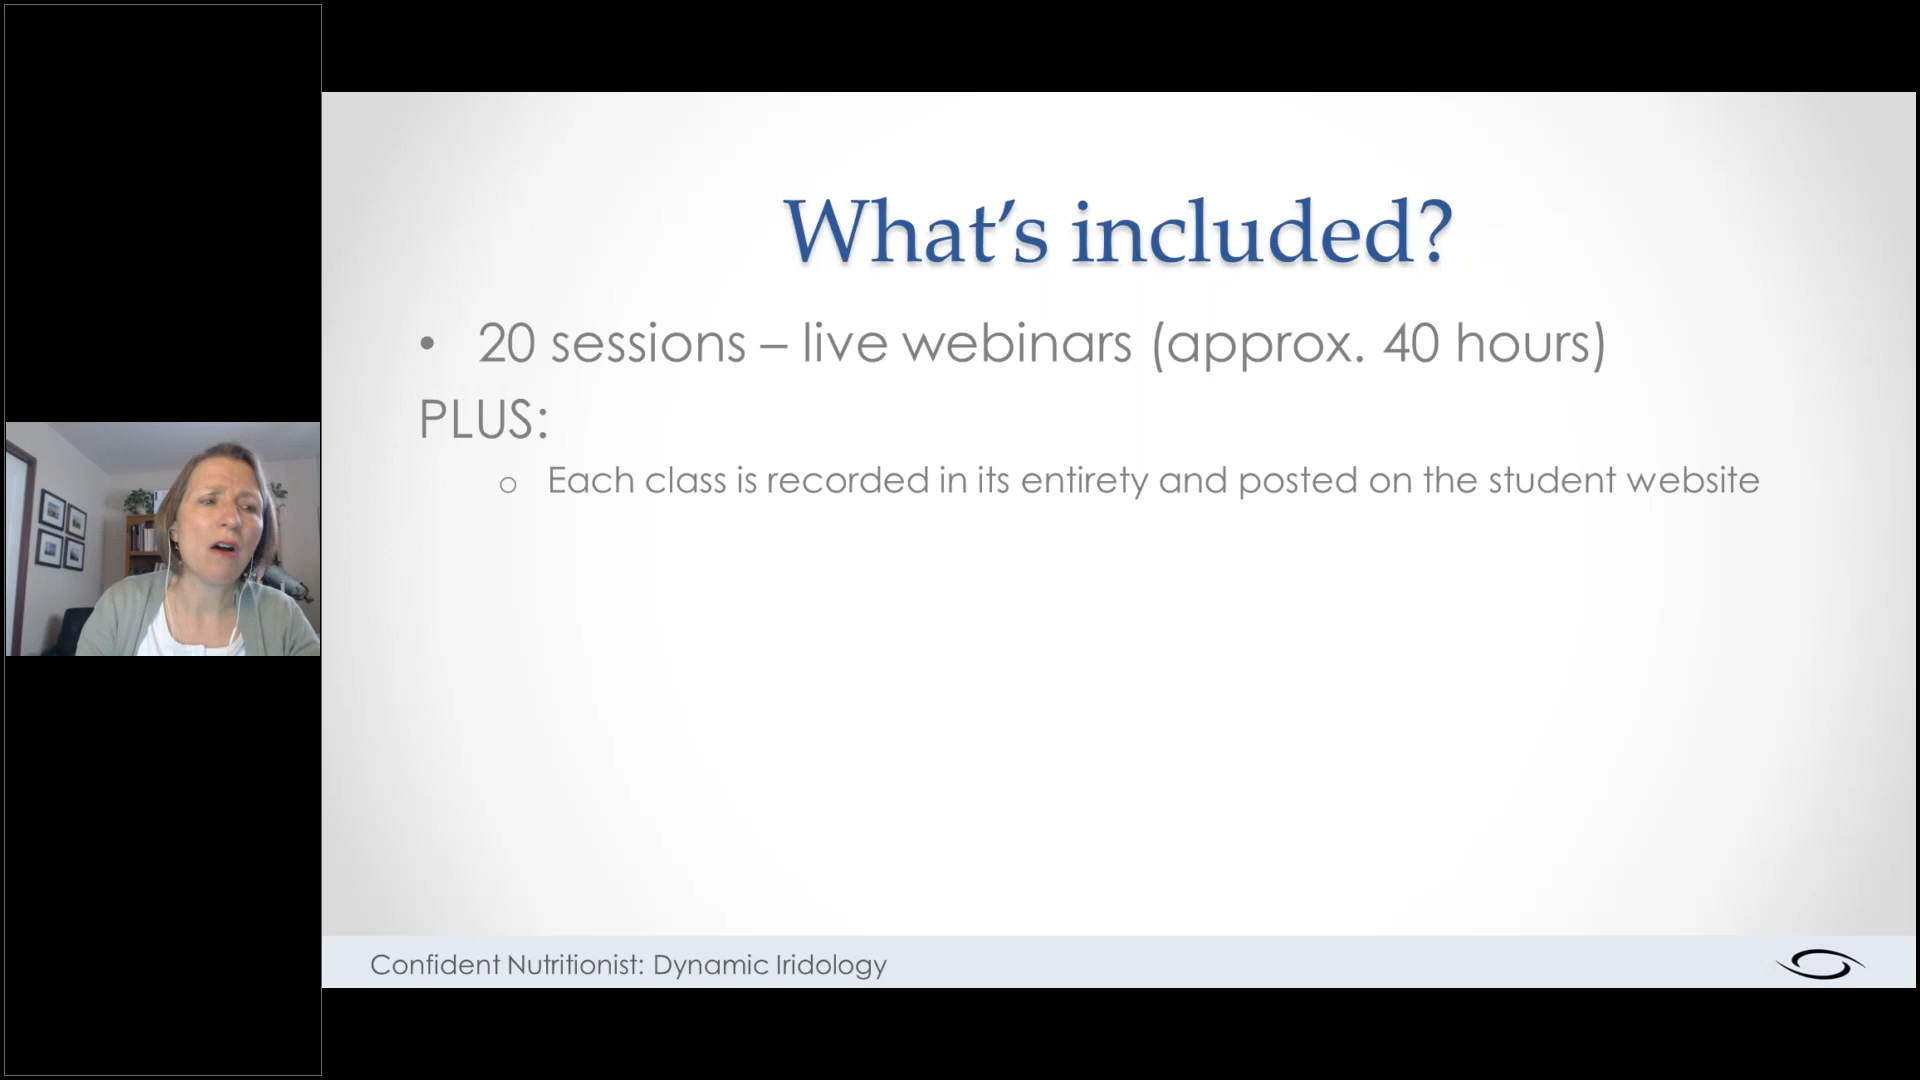 What's included?
• 20 sessions – live webinars (approx. 40 hours)
PLUS:
o Each class is recorded in its entirety and posted on the student website
Confident Nutritionist: Dynamic Iridology